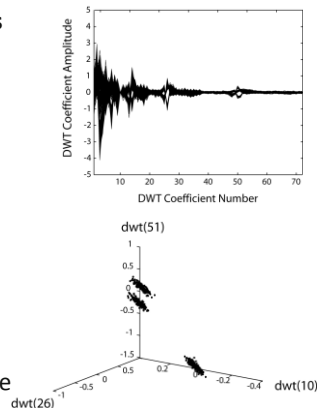 s
DWT Coefficient Amplitude
5
4
3
2
1
0
-1
-2
-3
-4
-5
10 20 30 40 50 60 70
DWT Coefficient Number
dwt(51)
1
0.5
0
-0.5
-1
-1.5
-1 -0.5 0 0.5 0.2 0 -0.2 -0.4
dwt(26)
dwt(10)
e